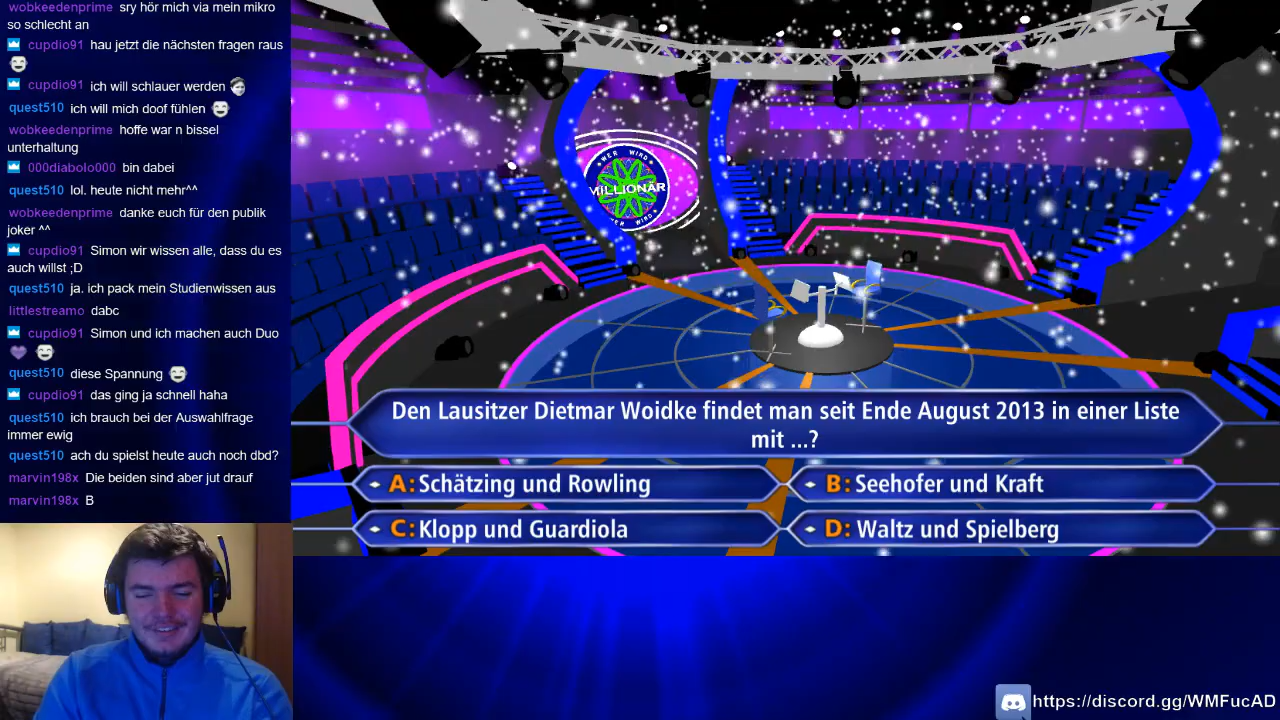 wobkeedenprime sry hör mich via mein mikro
so schlecht an
cupdio91 hau jetzt die nächsten fragen raus
cupdio91 ich will schlauer werden
quest510 ich will mich doof fühlen
wobkeedenprime hoffe war n bissel
unterhaltung
000diabolo000 bin dabei
quest510 lol. heute nicht mehr^^
wobkeedenprime danke euch für den publik
joker ^^
cupdio91 Simon wir wissen alle, dass du es
auch willst ;D
quest510 ja. ich pack mein Studienwissen aus
littlestreamo dabc
cupdio91 Simon und ich machen auch Duo
quest510 diese Spannung
cupdio91 das ging ja schnell haha
quest510 ich brauch bei der Auswahlfrage
immer ewig
quest510 ach du spielst heute auch noch dbd?
marvin198x Die beiden sind aber jut drauf
marvin198x B
WER WIRD
MILLIONÄR
WER WIRD
Den Lausitzer Dietmar Woidke findet man seit Ende August 2013 in einer Liste
mit ...?
A: Schätzing und Rowling
B: Seehofer und Kraft
C: Klopp und Guardiola
D: Waltz und Spielberg
https://discord.gg/WMFucAD